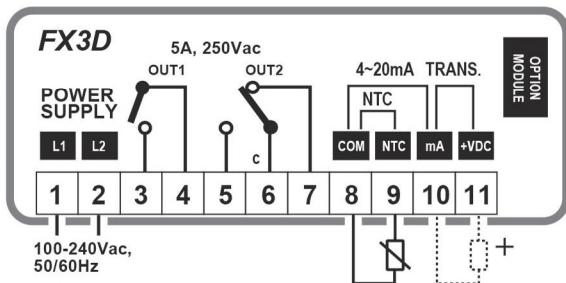 FX3D
5A, 250Vac
OUT1
OUT2
4~20mA TRANS.
NTC
OPTION
MODULE
POWER
SUPPLY
L1
L2
C
COM
NTC
mA
+VDC
1
2
3
4
5
6
7
8
9
10
11
100-240Vac,
50/60Hz
+